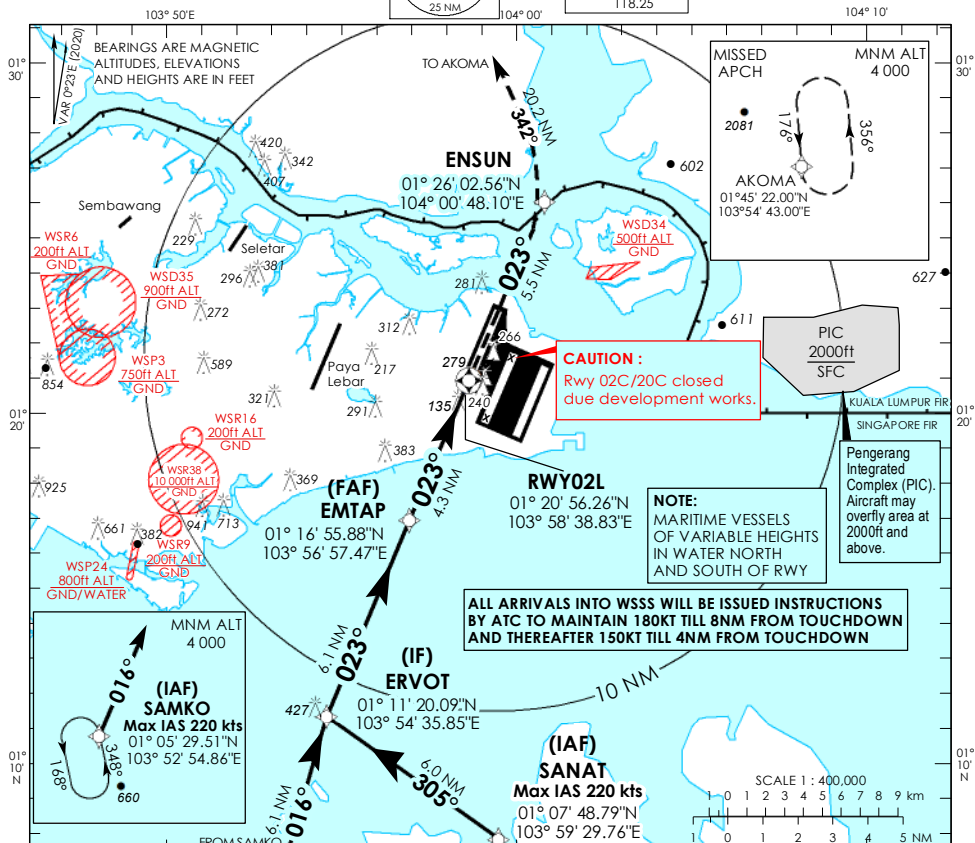 103° 50'E
25 NM
104° 00'
118.25
104° 10'
01°
30'
VAR 0°23'E (2020)
BEARINGS ARE MAGNETIC
ALTITUDES, ELEVATIONS
AND HEIGHTS ARE IN FEET
TO AKOMA
20.2 NM
342°
MISSED
APCH
MNM ALT
4 000
2081
176°
356°
AKOMA
01°45' 22.00"N
103°54' 43.00"E
01°
30'
420
342
407
ENSUN
01° 26' 02.56"N
104° 00' 48.10"E
602
Sembawang
229
Seletar
WSR6
200ft ALT
GND
WSD35
900ft ALT
GND
296
381
272
023°
5.5 NM
WSD34
500ft ALT
GND
627
281
312
611
PIC
2000ft
SFC
WSP3
750ft ALT
GND
854
589
217
Paya
Lebar
279
266
x
CAUTION :
Rwy 02C/20C closed
due development works.
321
291
135
240
x
KUALA LUMPUR FIR
SINGAPORE FIR
01°
20'
01°
20'
WSR16
200ft ALT
GND
383
WSR38
10 000ft ALT
GND
369
925
661
382
941
713
WSR9
200ft ALT
GND
WSP24
800ft ALT
GND/WATER
(FAF)
EMTAP
01° 16' 55.88"N
103° 56' 57.47"E
023°
4.3 NM
RWY02L
01° 20' 56.26"N
103° 58' 38.83"E
NOTE:
MARITIME VESSELS
OF VARIABLE HEIGHTS
IN WATER NORTH
AND SOUTH OF RWY
Pengerang
Integrated
Complex (PIC).
Aircraft may
overfly area at
2000ft and
above.
ALL ARRIVALS INTO WSSS WILL BE ISSUED INSTRUCTIONS
BY ATC TO MAINTAIN 180KT TILL 8NM FROM TOUCHDOWN
AND THEREAFTER 150KT TILL 4NM FROM TOUCHDOWN
MNM ALT
4 000
016°
(IAF)
SAMKO
Max IAS 220 kts
01° 05' 29.51"N
103° 52' 54.86"E
168°
348°
660
6.1 NM
023°
(IF)
ERVOT
01° 11' 20.09"N
103° 54' 35.85"E
427
10 NM
01°
10'
N
01°
10'
N
6.0 NM
305°
(IAF)
SANAT
Max IAS 220 kts
01° 07' 48.79"N
103° 59' 29.76"E
6.1 NM
016°
FROM SAMKO
SCALE 1 : 400,000
1 0 1 2 3 4 5 6 7 8 9 km
1 0 1 2 3 4 5 NM